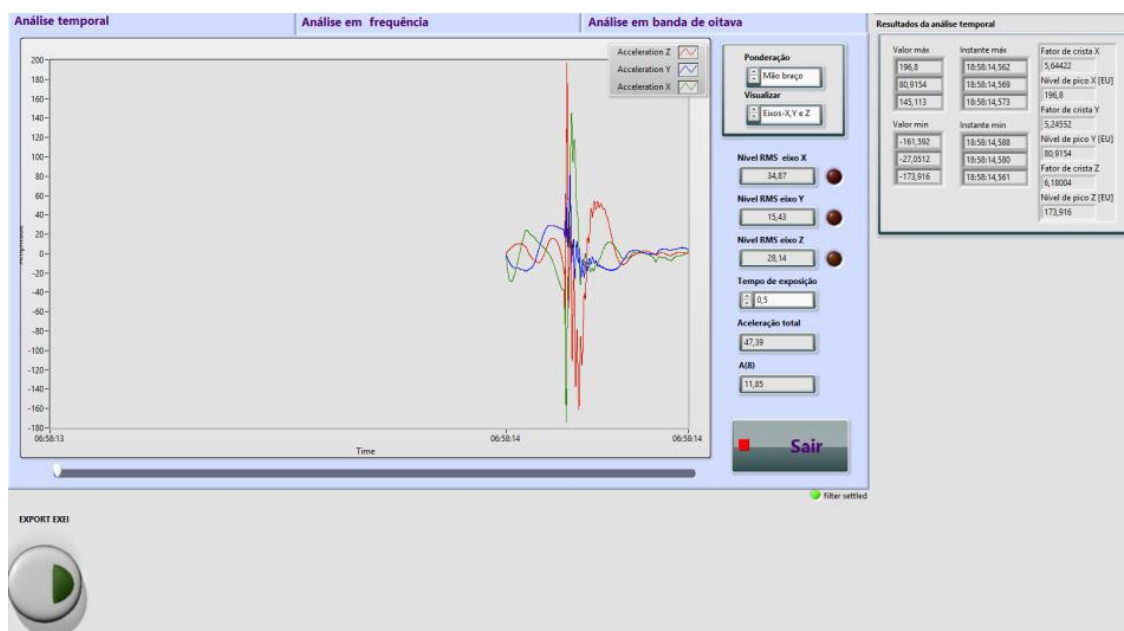 Análise temporal
Análise em frequência
Análise em banda de oitava
Acceleration Z
Acceleration Y
Acceleration X
200
180
160
140
120
100
80
60
40
20
0
-20
-40
-60
-80
-100
-120
-140
-160
-180
06:58:13
06:58:14
06:58:14
Time
Ponderação
Mão braço
Visualizar
Eixos-X,Y e Z
Nível RMS eixo X
34,87
Nível RMS eixo Y
15,43
Nível RMS eixo Z
28,14
Tempo de exposição
0,5
Aceleração total
47,39
A(8)
11,85
Sair
filter settled
EXPORT EXEl
Resultados da análise temporal
Valor máx
196,8
80,9154
145,113
Valor min
-161,592
-27,0512
-173,916
Instante máx
18:58:14,562
18:58:14,569
18:58:14,573
Instante min
18:58:14,588
18:58:14,580
18:58:14,561
Fator de crista X
5,64422
Nível de pico X [EU]
196,8
Fator de crista Y
5,24552
Nível de pico Y [EU]
80,9154
Fator de crista Z
6,18004
Nível de pico Z [EU]
173,916